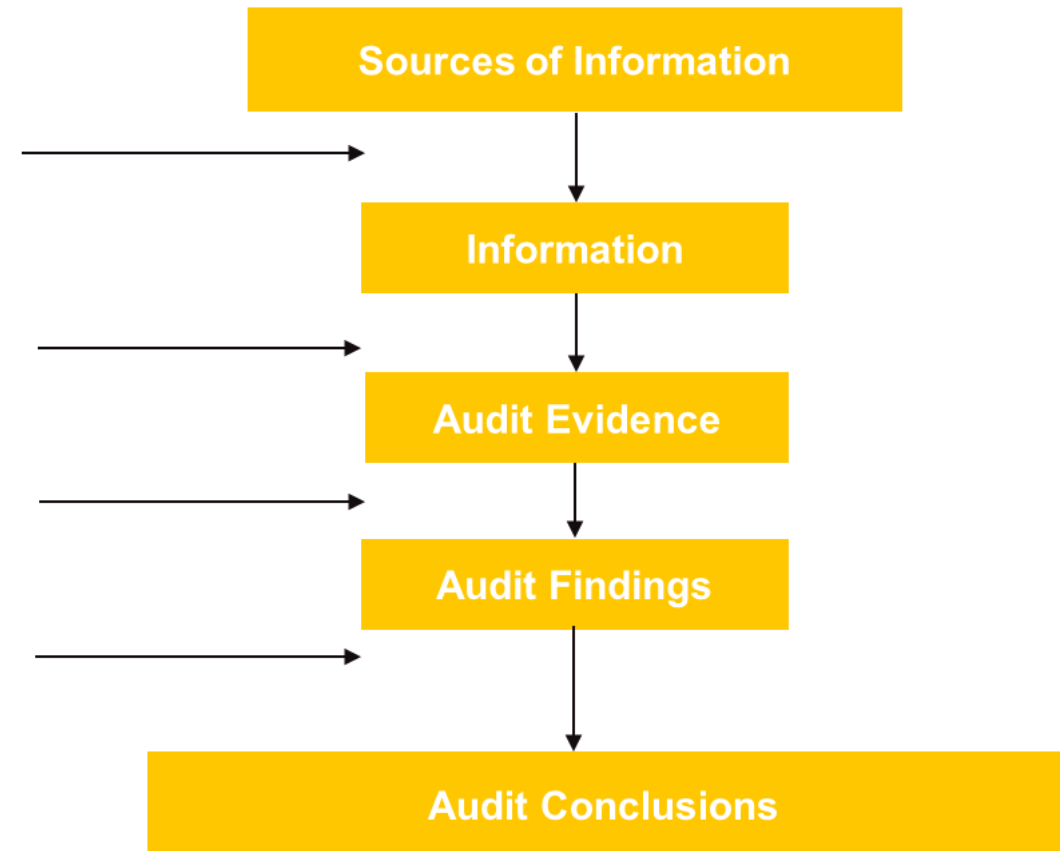 Sources of Information
Information
Audit Evidence
Audit Findings
Audit Conclusions